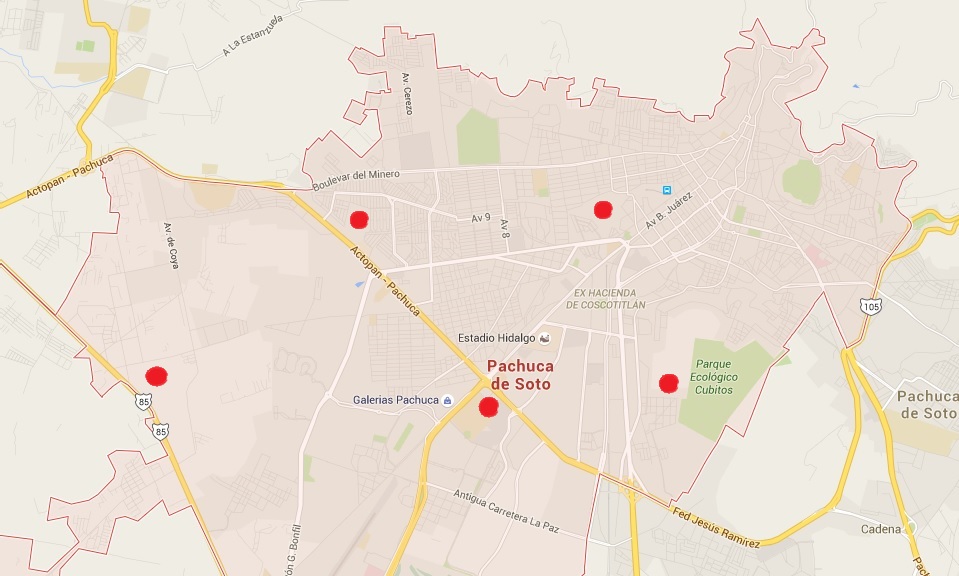 A La Estanzuela
Av. Cerezo
Actopan - Pachuca
Boulevar del Minero
Av 9
Av 8
Av B. Juárez
Av. de Coya
Actopan - Pachuca
EX HACIENDA
DE COSCOTITLAN
105
Estadio Hidalgo
Pachuca
de Soto
Parque
Ecológico
Cubitos
Galerias Pachuca
85
85
Pachuca
de Soto
Antigua Carretera La Paz
Fed Jesús Ramírez
Cadena
ón G. Bonfil
Pac